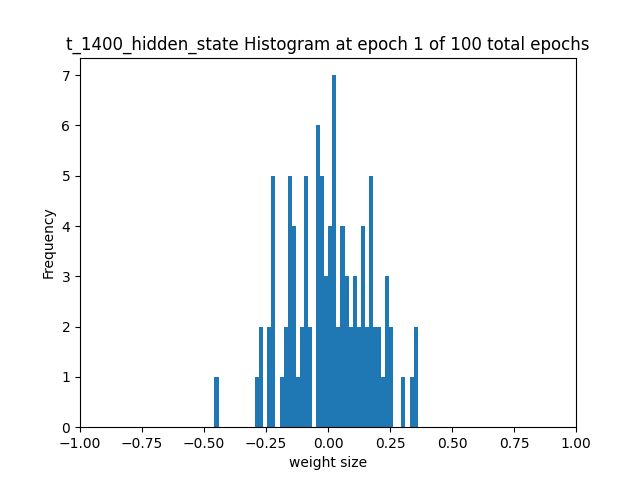 t_1400_hidden_state Histogram at epoch 1 of 100 total epochs
7
6
5
4
3
2
1
0
Frequency
−1.00 −0.75 −0.50 −0.25 0.00 0.25 0.50 0.75 1.00
weight size